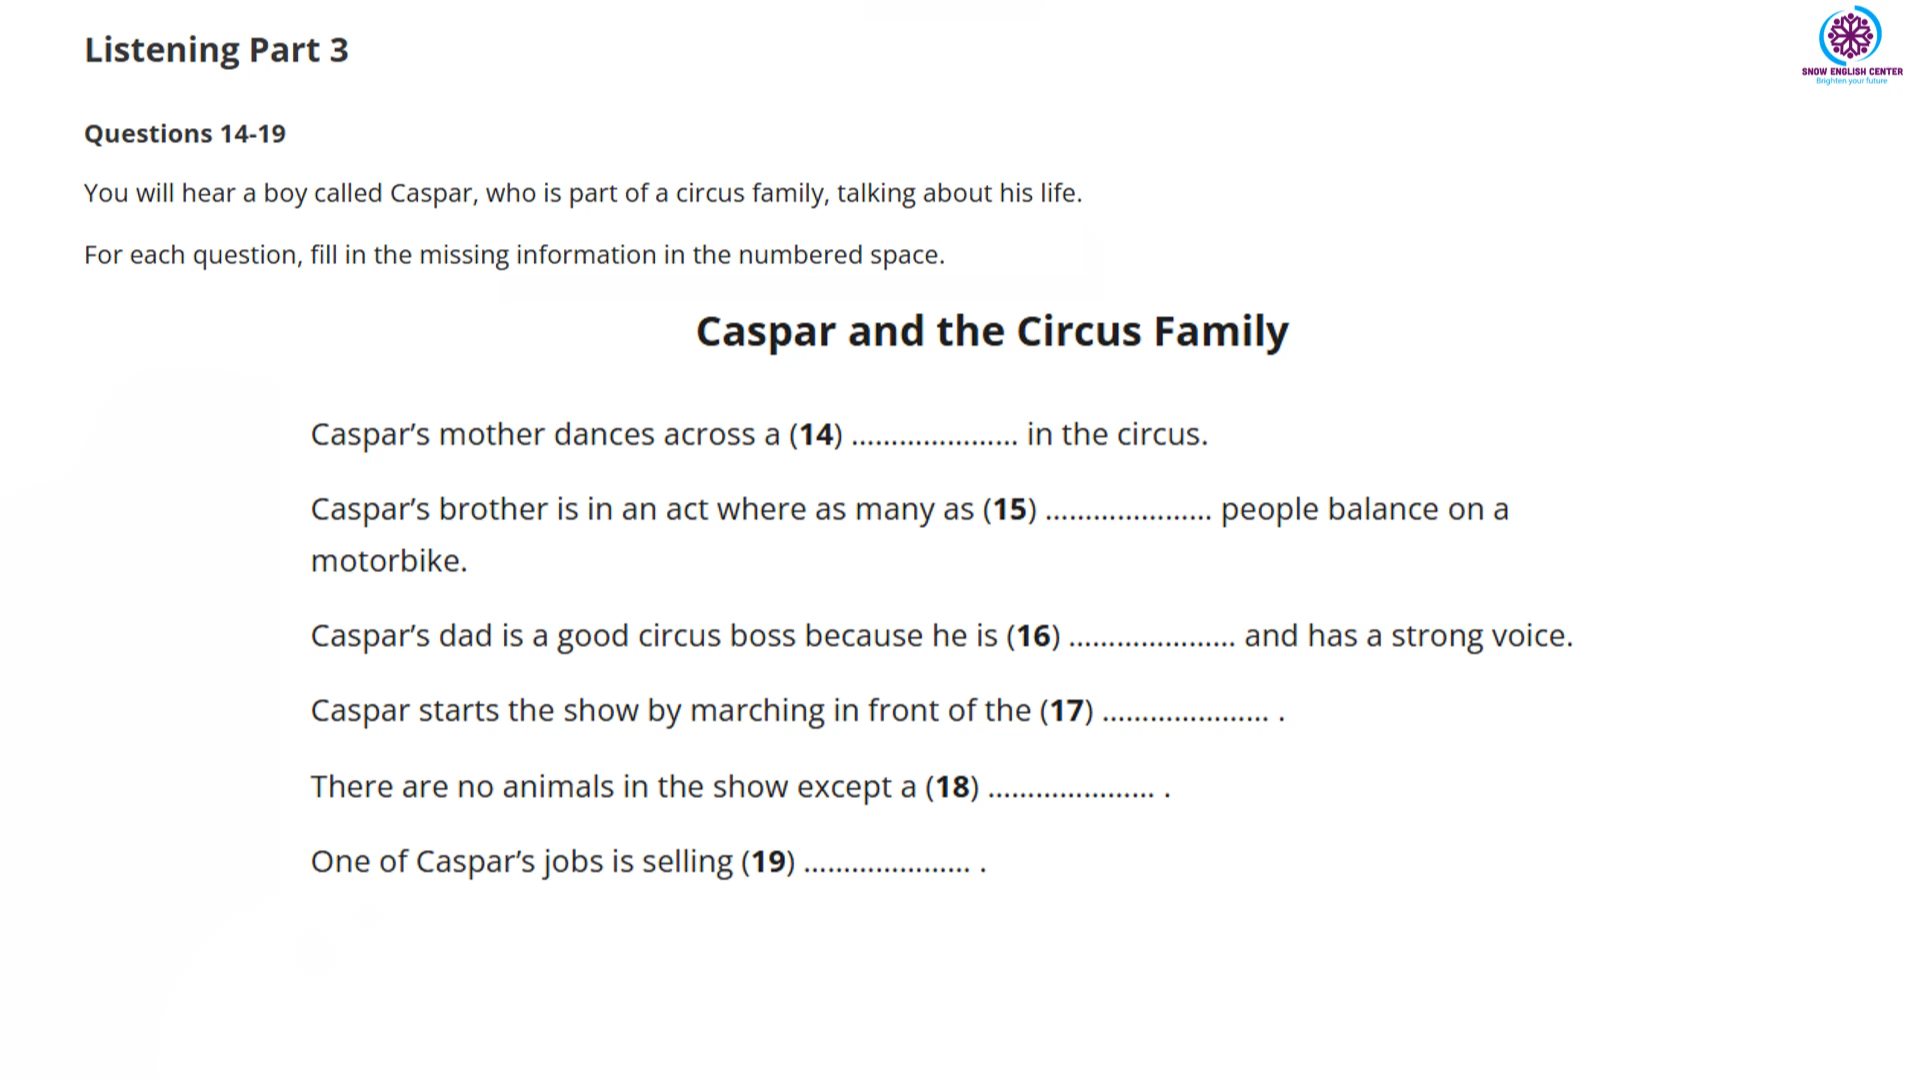 Listening Part 3
SNOW ENGLISH CENTER
Brighten your future
Questions 14-19
You will hear a boy called Caspar, who is part of a circus family, talking about his life.
For each question, fill in the missing information in the numbered space.
Caspar and the Circus Family
Caspar’s mother dances across a (14) ..................... in the circus.
Caspar’s brother is in an act where as many as (15) ..................... people balance on a
motorbike.
Caspar’s dad is a good circus boss because he is (16) ..................... and has a strong voice.
Caspar starts the show by marching in front of the (17) ..................... .
There are no animals in the show except a (18) ..................... .
One of Caspar’s jobs is selling (19) ..................... .